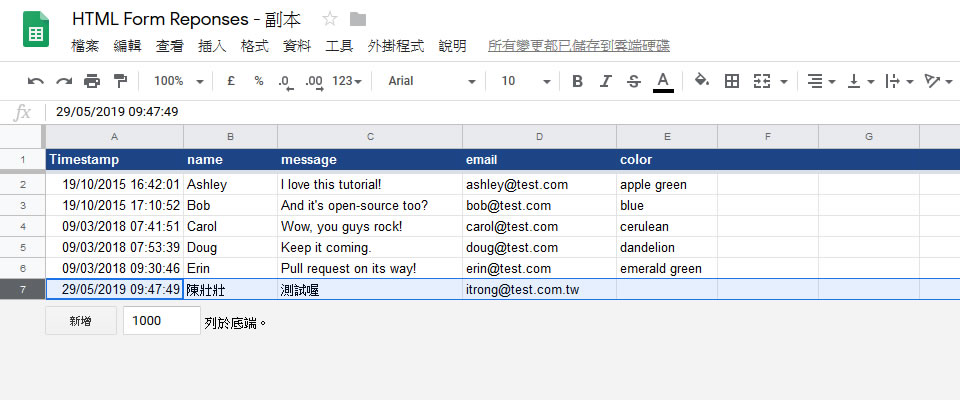 HTML Form Reponses - 副本
檔案 編輯 查看 插入 格式 資料 工具 外掛程式 說明 所有變更都已儲存到雲端硬碟
100% £ % .0 .00 123 Arial 10 B I S A
fx 29/05/2019 09:47:49
A B C D E F G
1 Timestamp name message email color
2 19/10/2015 16:42:01 Ashley I love this tutorial! ashley@test.com apple green
3 19/10/2015 17:10:52 Bob And it's open-source too? bob@test.com blue
4 09/03/2018 07:41:51 Carol Wow, you guys rock! carol@test.com cerulean
5 09/03/2018 07:53:39 Doug Keep it coming. doug@test.com dandelion
6 09/03/2018 09:30:46 Erin Pull request on its way! erin@test.com emerald green
7 29/05/2019 09:47:49 陳壯壯 測試喔 itrong@test.com.tw
新增 1000 列於底端。